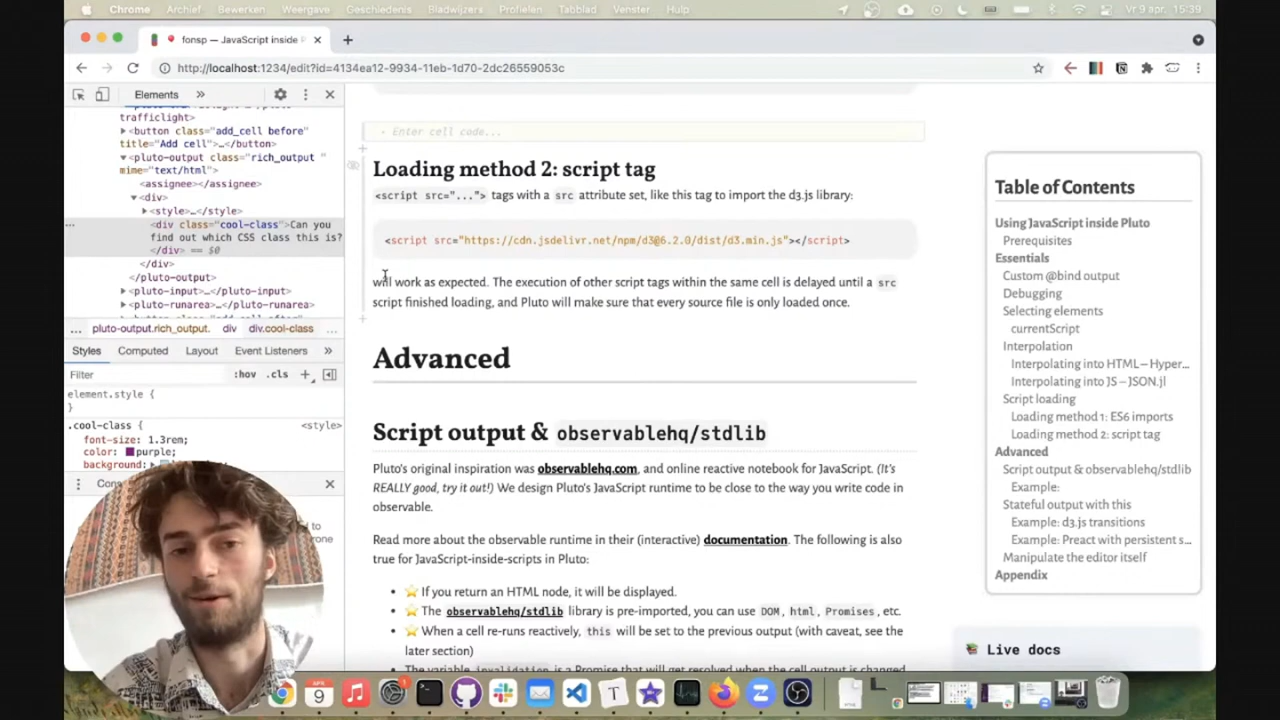 Chrome Archief Bewerken Weergave Geschiedenis Bladwijzers Profielen Tabblad Venster Hulp Vr 9 apr. 15:39
fonsp — JavaScript inside P
http://localhost:1234/edit?id=4134ea12-9934-11eb-1d70-2dc26559053c
Elements
trafficlight>
<button class="add_cell before"
title="Add cell">…</button>
<pluto-output class="rich_output "
mime="text/html">
<assignee></assignee>
<div>
<style>…</style>
<div class="cool-class">Can you
find out which CSS class this is?
</div> == $0
</div>
</pluto-output>
<pluto-input>…</pluto-input>
<pluto-runarea>…</pluto-runarea>
... pluto-output.rich_output. div div.cool-class ...
Styles Computed Layout Event Listeners
Filter :hov .cls
element.style {
}
.cool-class { <style>
font-size: 1.3rem;
color: purple;
background:
Cons
Enter cell code...
Loading method 2: script tag
<script src="..."> tags with a src attribute set, like this tag to import the d3.js library:
<script src="https://cdn.jsdelivr.net/npm/d3@6.2.0/dist/d3.min.js"></script>
will work as expected. The execution of other script tags within the same cell is delayed until a src
script finished loading, and Pluto will make sure that every source file is only loaded once.
Advanced
Script output & observablehq/stdlib
Pluto's original inspiration was observablehq.com, and online reactive notebook for JavaScript. (It's
REALLY good, try it out!) We design Pluto's JavaScript runtime to be close to the way you write code in
observable.
Read more about the observable runtime in their (interactive) documentation. The following is also
true for JavaScript-inside-scripts in Pluto:
• ⭐ If you return an HTML node, it will be displayed.
• ⭐ The observablehq/stdlib library is pre-imported, you can use DOM, html, Promises, etc.
• ⭐ When a cell re-runs reactively, this will be set to the previous output (with caveat, see the
later section)
• The variable invalidation is a Promise that will get resolved when the cell output is changed
Table of Contents
Using JavaScript inside Pluto
Prerequisites
Essentials
Custom @bind output
Debugging
Selecting elements
currentScript
Interpolation
Interpolating into HTML – Hyper...
Interpolating into JS – JSON.jl
Script loading
Loading method 1: ES6 imports
Loading method 2: script tag
Advanced
Script output & observablehq/stdlib
Example:
Stateful output with this
Example: d3.js transitions
Example: Preact with persistent s...
Manipulate the editor itself
Appendix
Live docs